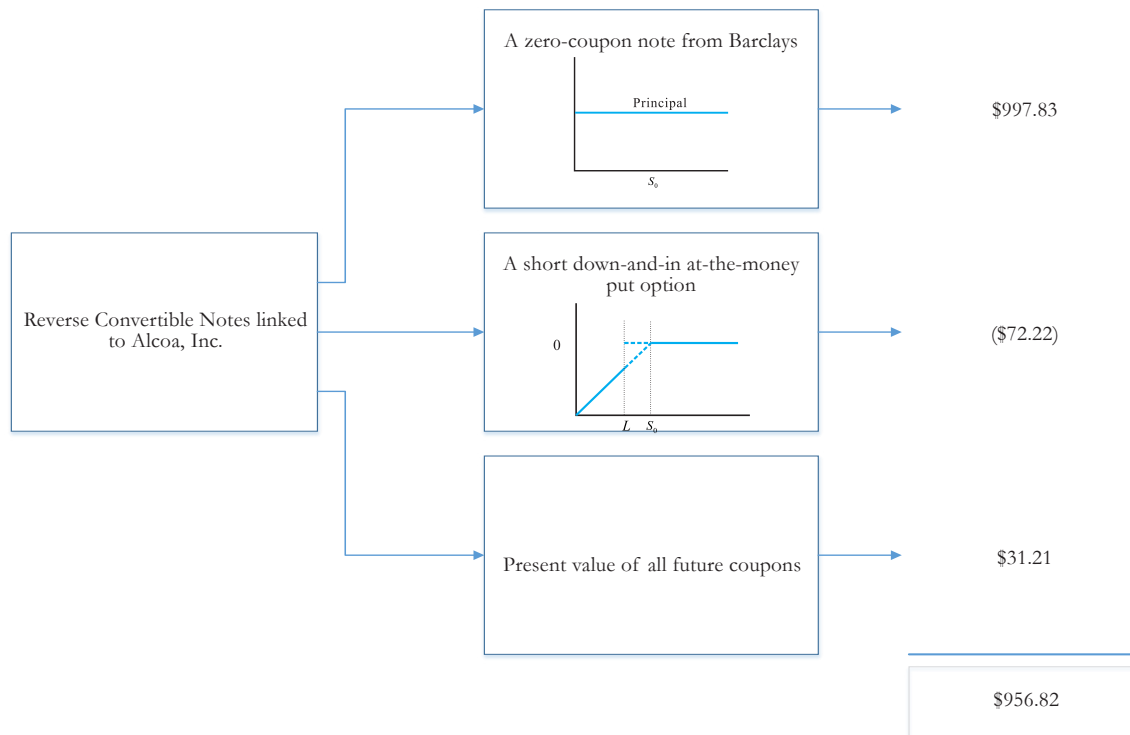 A zero-coupon note from Barclays
Principal
S₀
$997.83
Reverse Convertible Notes linked
to Alcoa, Inc.
A short down-and-in at-the-money
put option
0
L S₀
($72.22)
Present value of all future coupons
$31.21
$956.82